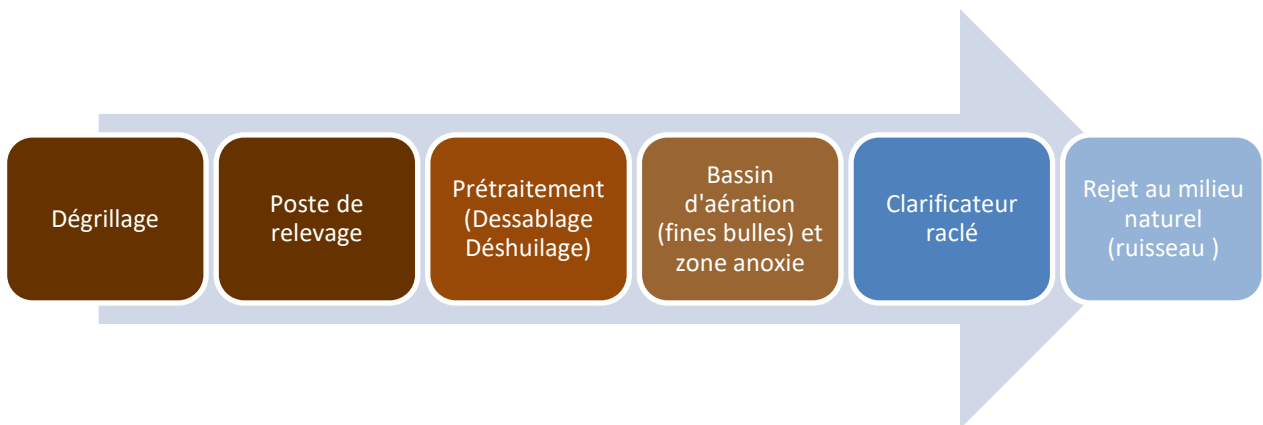 Dégrillage
Poste de
relevage
Prétraitement
(Dessablage
Déshuilage)
Bassin
d'aération
(fines bulles) et
zone anoxie
Clarificateur
raclé
Rejet au milieu
naturel
(ruisseau )